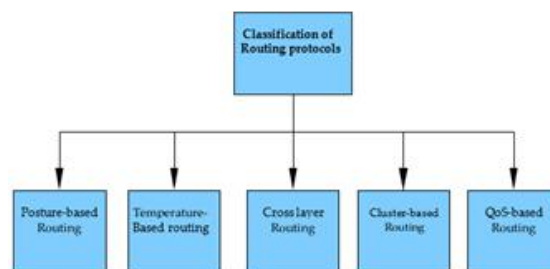 Classification of
Routing protocols
Posture-based
Routing
Temperature-
Based routing
Cross layer
Routing
Cluster-based
Routing
QoS-based
Routing